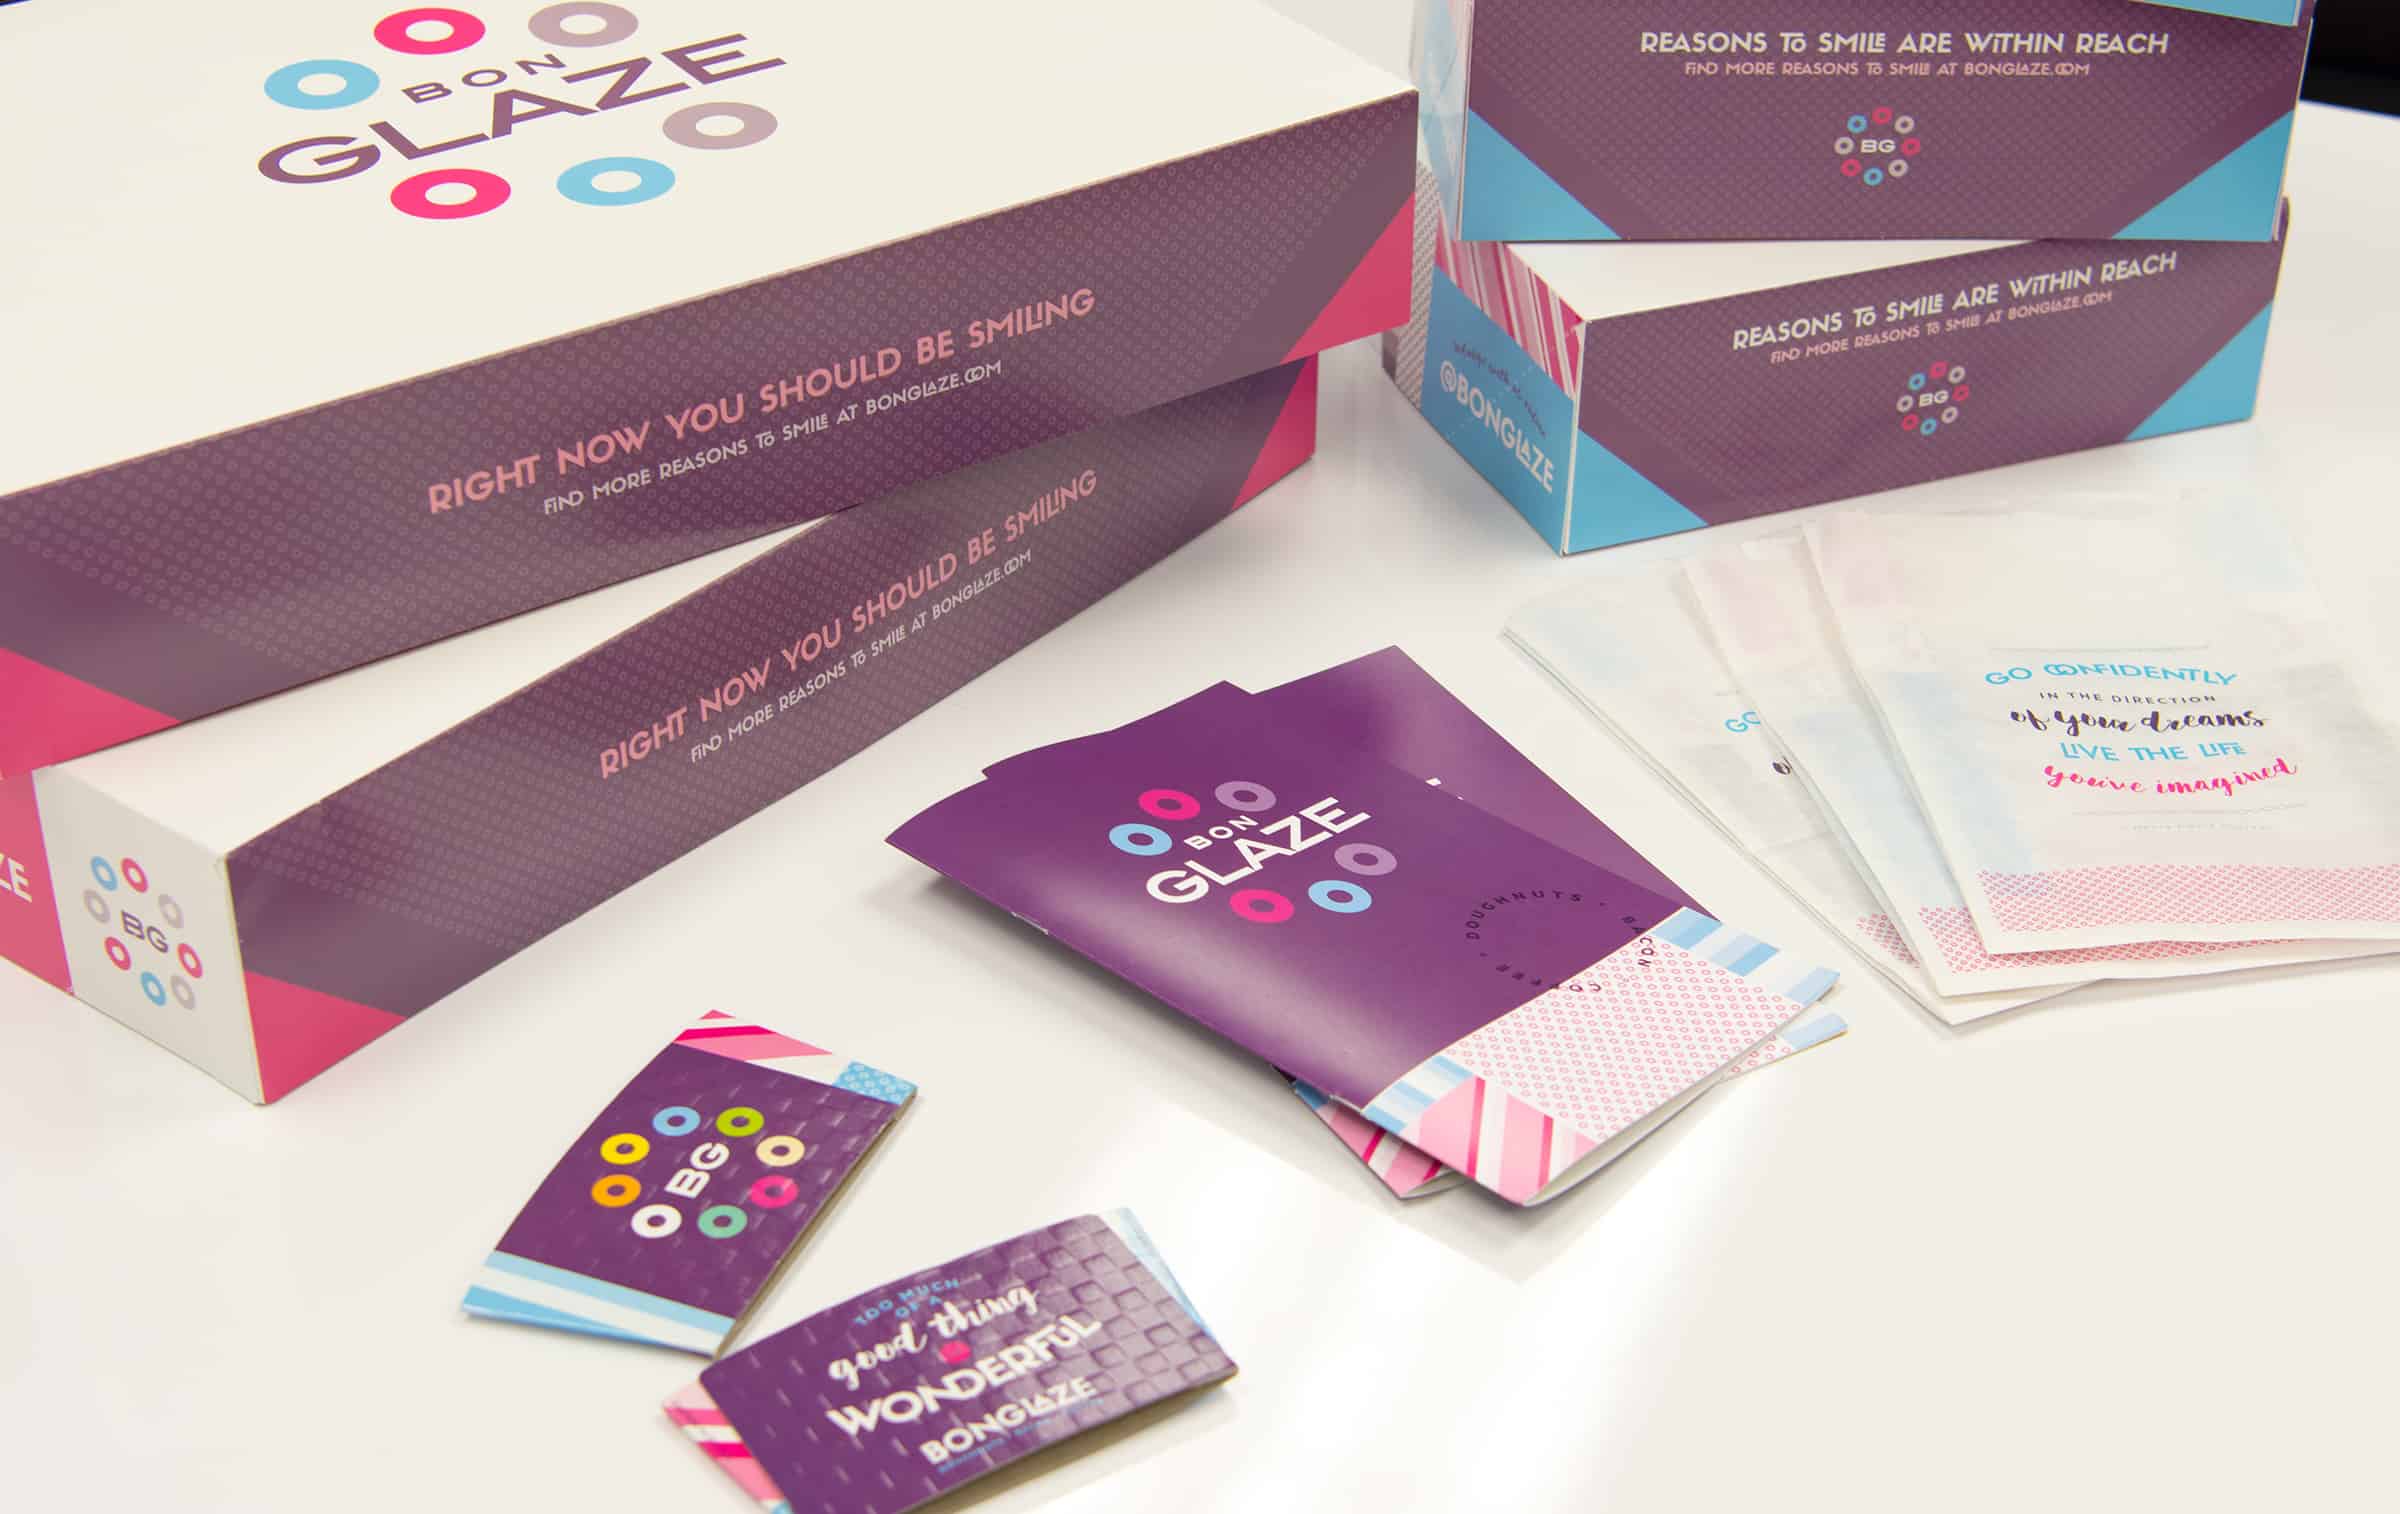 BON
GLAZE
RIGHT NOW YOU SHOULD BE SMILING
FIND MORE REASONS To SMILE AT BONGLAZE.COM
RIGHT NOW YOU SHOULD BE SMILING
FIND MORE REASONS To SMILE AT BONGLAZE.COM
ZE
BG
REASONS To SMILE ARE WITHIN REACH
FIND MORE REASONS To SMILE AT BONGLAZE.COM
BG
REASONS To SMILE ARE WITHIN REACH
FIND MORE REASONS To SMILE AT BONGLAZE.COM
BG
@BONGLAZE
GO CONFIDENTLY
IN THE DIRECTION
of your dreams
LIVE THE LIFE
you've imagined
GO
BON
GLAZE
DOUGHNUTS · BACON · COFFEE ·
BG
TOO MUCH
OF A
good thing
WONDERFUL
BONGLAZE